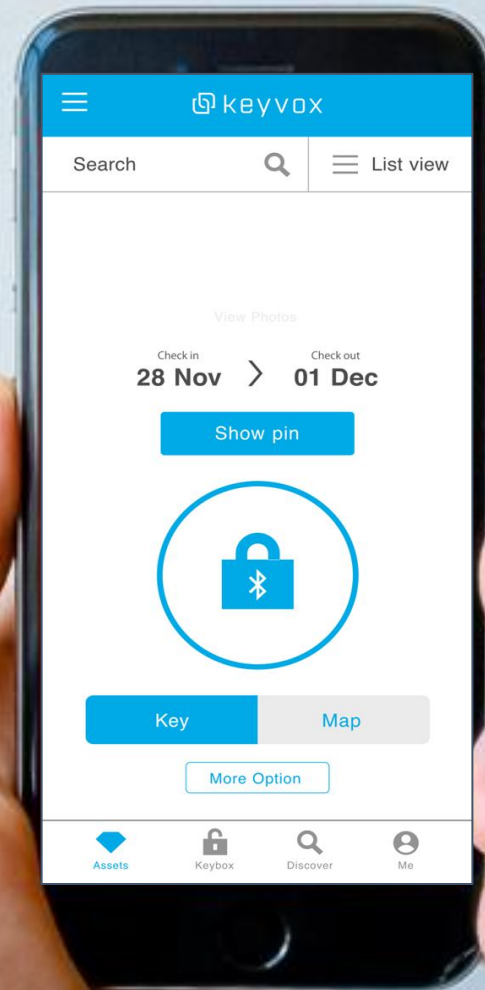 keyvox
Search
List view
View Photos
Check in
Check out
28 Nov
01 Dec
Show pin
Key
Map
More Option
Assets
Keybox
Discover
Me